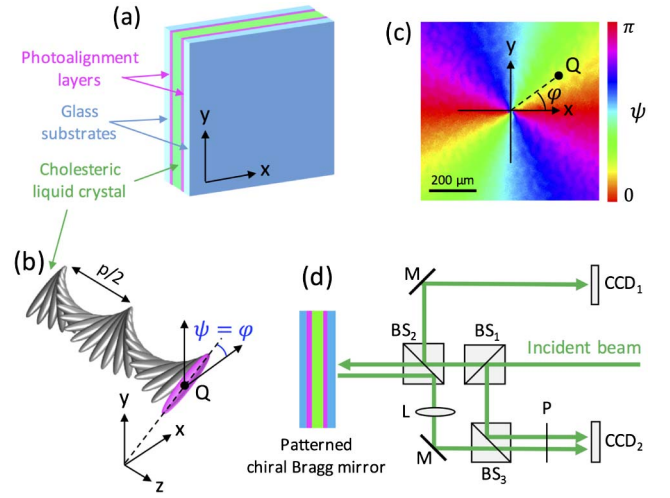 (a)
Photoalignment
layers
Glass
substrates
Cholesteric
liquid crystal
y
x
(c)
y
Q
φ
x
200 μm
π
ψ
0
(b)
p/2
ψ = φ
Q
y
x
z
(d)
M
CCD1
BS2
BS1
Incident beam
L
P
M
BS3
CCD2
Patterned
chiral Bragg mirror